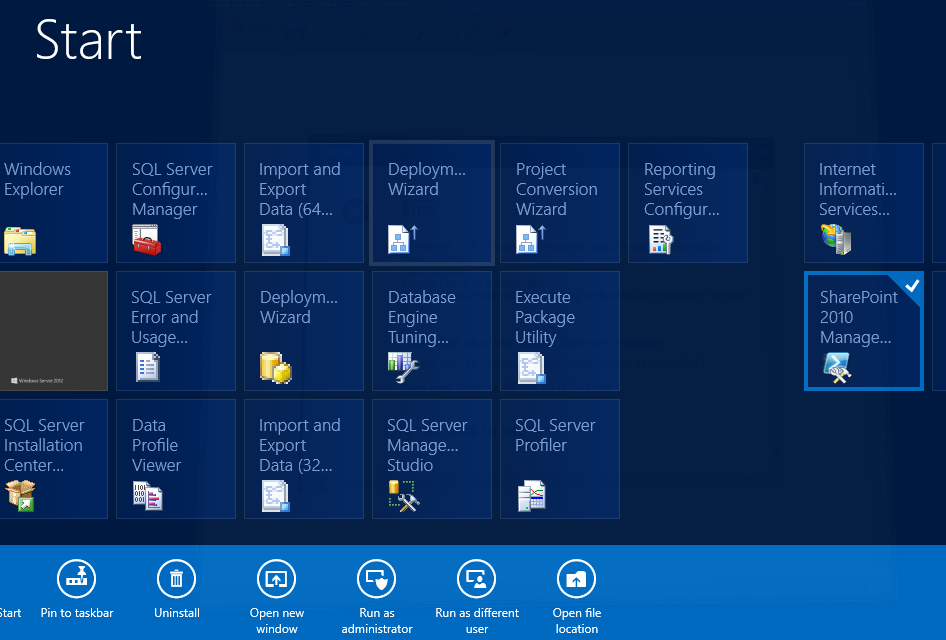 Start
Windows
Explorer
SQL Server
Configur...
Manager
Import and
Export
Data (64...
Deploym...
Wizard
Project
Conversion
Wizard
Reporting
Services
Configur...
Internet
Informati...
Services...
Windows Server 2012
SQL Server
Error and
Usage...
Deploym...
Wizard
Database
Engine
Tuning...
Execute
Package
Utility
SharePoint
2010
Manage...
SQL Server
Installation
Center...
Data
Profile
Viewer
Import and
Export
Data (32...
SQL Server
Manage...
Studio
SQL Server
Profiler
Start
Pin to taskbar
Uninstall
Open new
window
Run as
administrator
Run as different
user
Open file
location